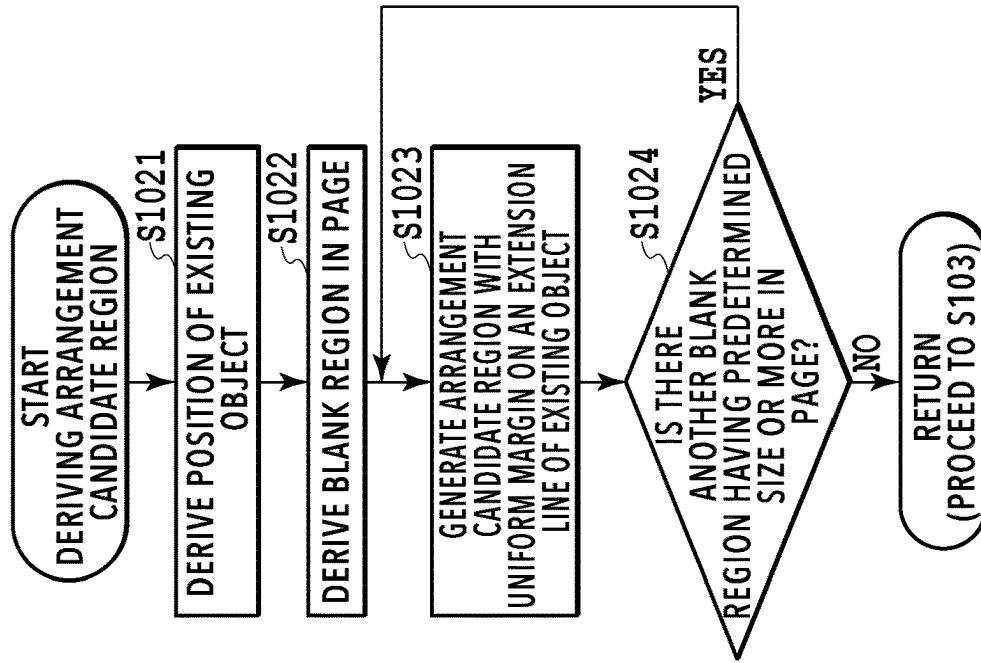 START
DERIVING ARRANGEMENT
CANDIDATE REGION
S1021
DERIVE POSITION OF EXISTING
OBJECT
S1022
DERIVE BLANK REGION IN PAGE
S1023
GENERATE ARRANGEMENT
CANDIDATE REGION WITH
UNIFORM MARGIN ON AN EXTENSION
LINE OF EXISTING OBJECT
S1024
IS THERE
ANOTHER BLANK
REGION HAVING PREDETERMINED
SIZE OR MORE IN
PAGE?
YES
NO
RETURN
(PROCEED TO S103)